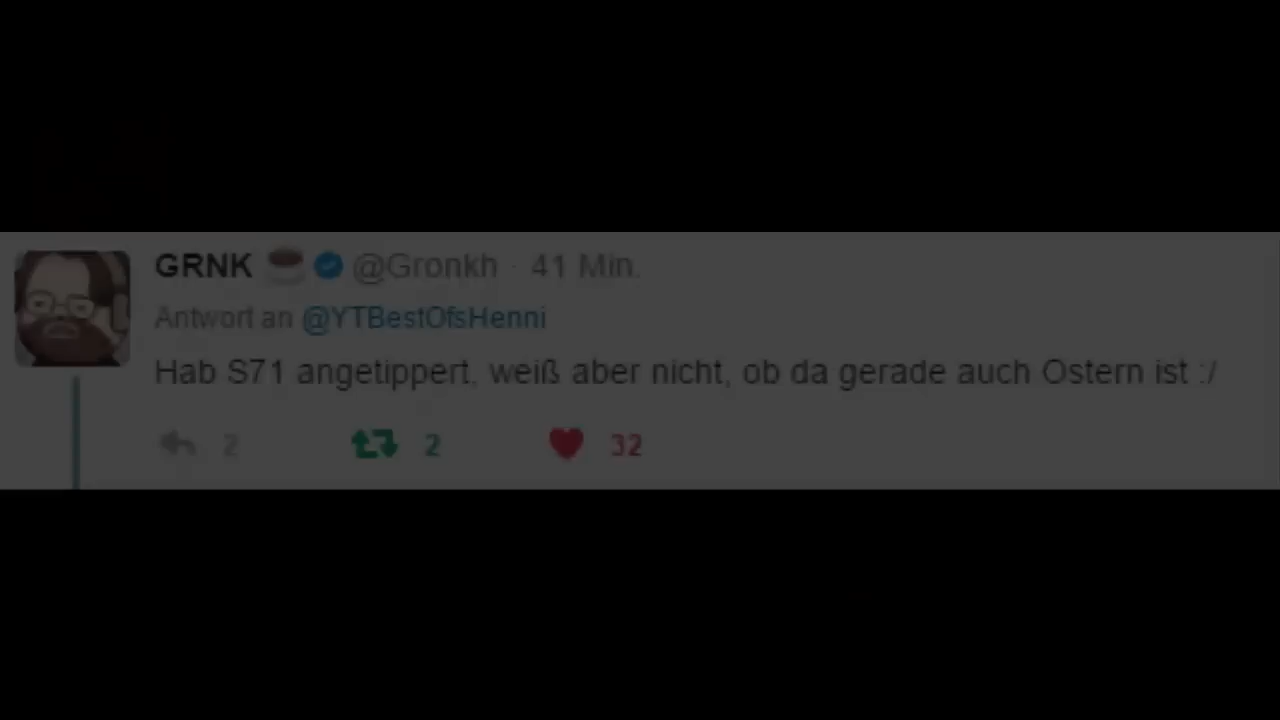 GRNK @Gronkh · 41 Min.
Antwort an @YTBestOfsHenni
Hab S71 angetippert, weiß aber nicht, ob da gerade auch Ostern ist :/
2 2 32